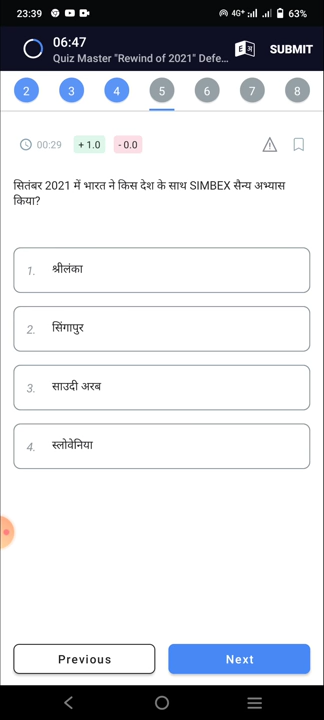 23:39
4G+
63%
06:47
Quiz Master "Rewind of 2021" Defe...
SUBMIT
2 3 4 5 6 7 8
00:29 + 1.0 - 0.0
सितंबर 2021 में भारत ने किस देश के साथ SIMBEX सैन्य अभ्यास
किया?
1. श्रीलंका
2. सिंगापुर
3. साउदी अरब
4. स्लोवेनिया
Previous Next